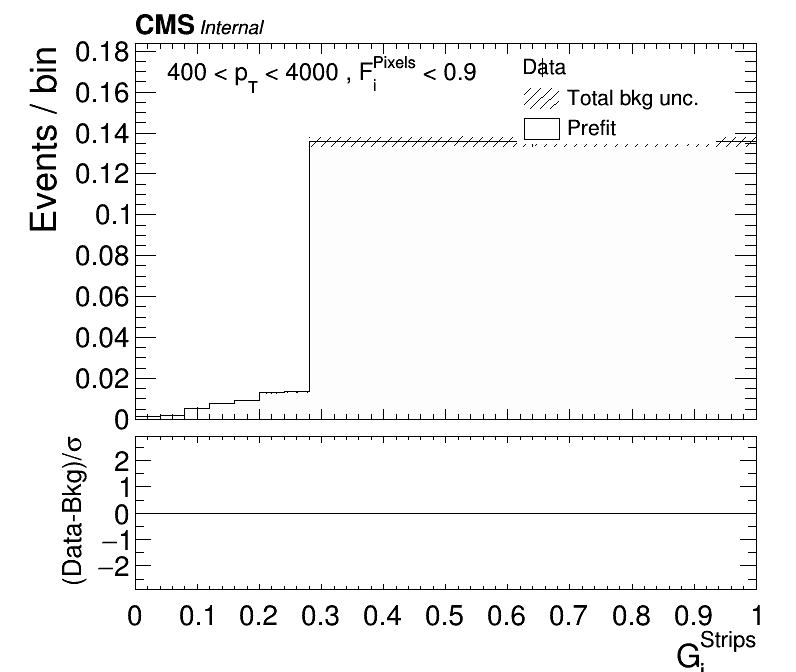 CMS Internal
0.18
0.16
0.14
0.12
0.1
0.08
0.06
0.04
0.02
0
Events / bin
400 < p_T < 4000 , F_i^Pixels < 0.9
Data
Total bkg unc.
Prefit
2
1
0
−1
−2
(Data-Bkg)/σ
0 0.1 0.2 0.3 0.4 0.5 0.6 0.7 0.8 0.9 1
G_i^Strips